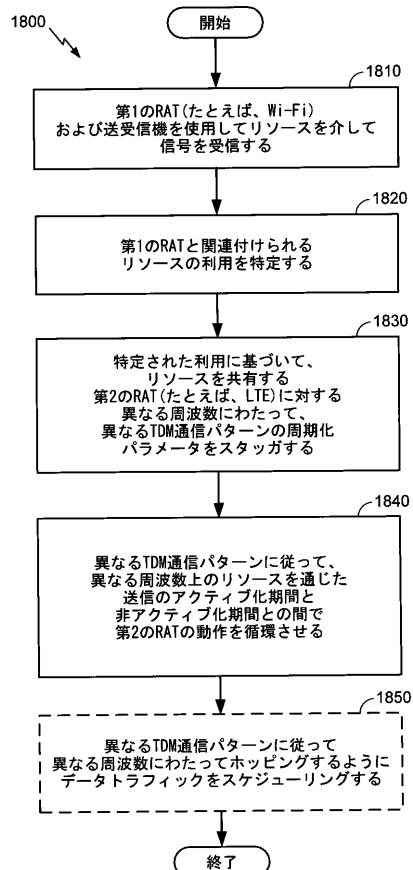 1800
開始
1810
第1のRAT(たとえば、Wi-Fi)
および送受信機を使用してリソースを介して
信号を受信する
1820
第1のRATと関連付けられる
リソースの利用を特定する
1830
特定された利用に基づいて、
リソースを共有する
第2のRAT(たとえば、LTE)に対する
異なる周波数にわたって、
異なるTDM通信パターンの周期化
パラメータをスタッガする
1840
異なるTDM通信パターンに従って、
異なる周波数上のリソースを通じた
送信のアクティブ化期間と
非アクティブ化期間との間で
第2のRATの動作を循環させる
1850
異なるTDM通信パターンに従って
異なる周波数にわたってホッピングするように
データトラフィックをスケジューリングする
終了